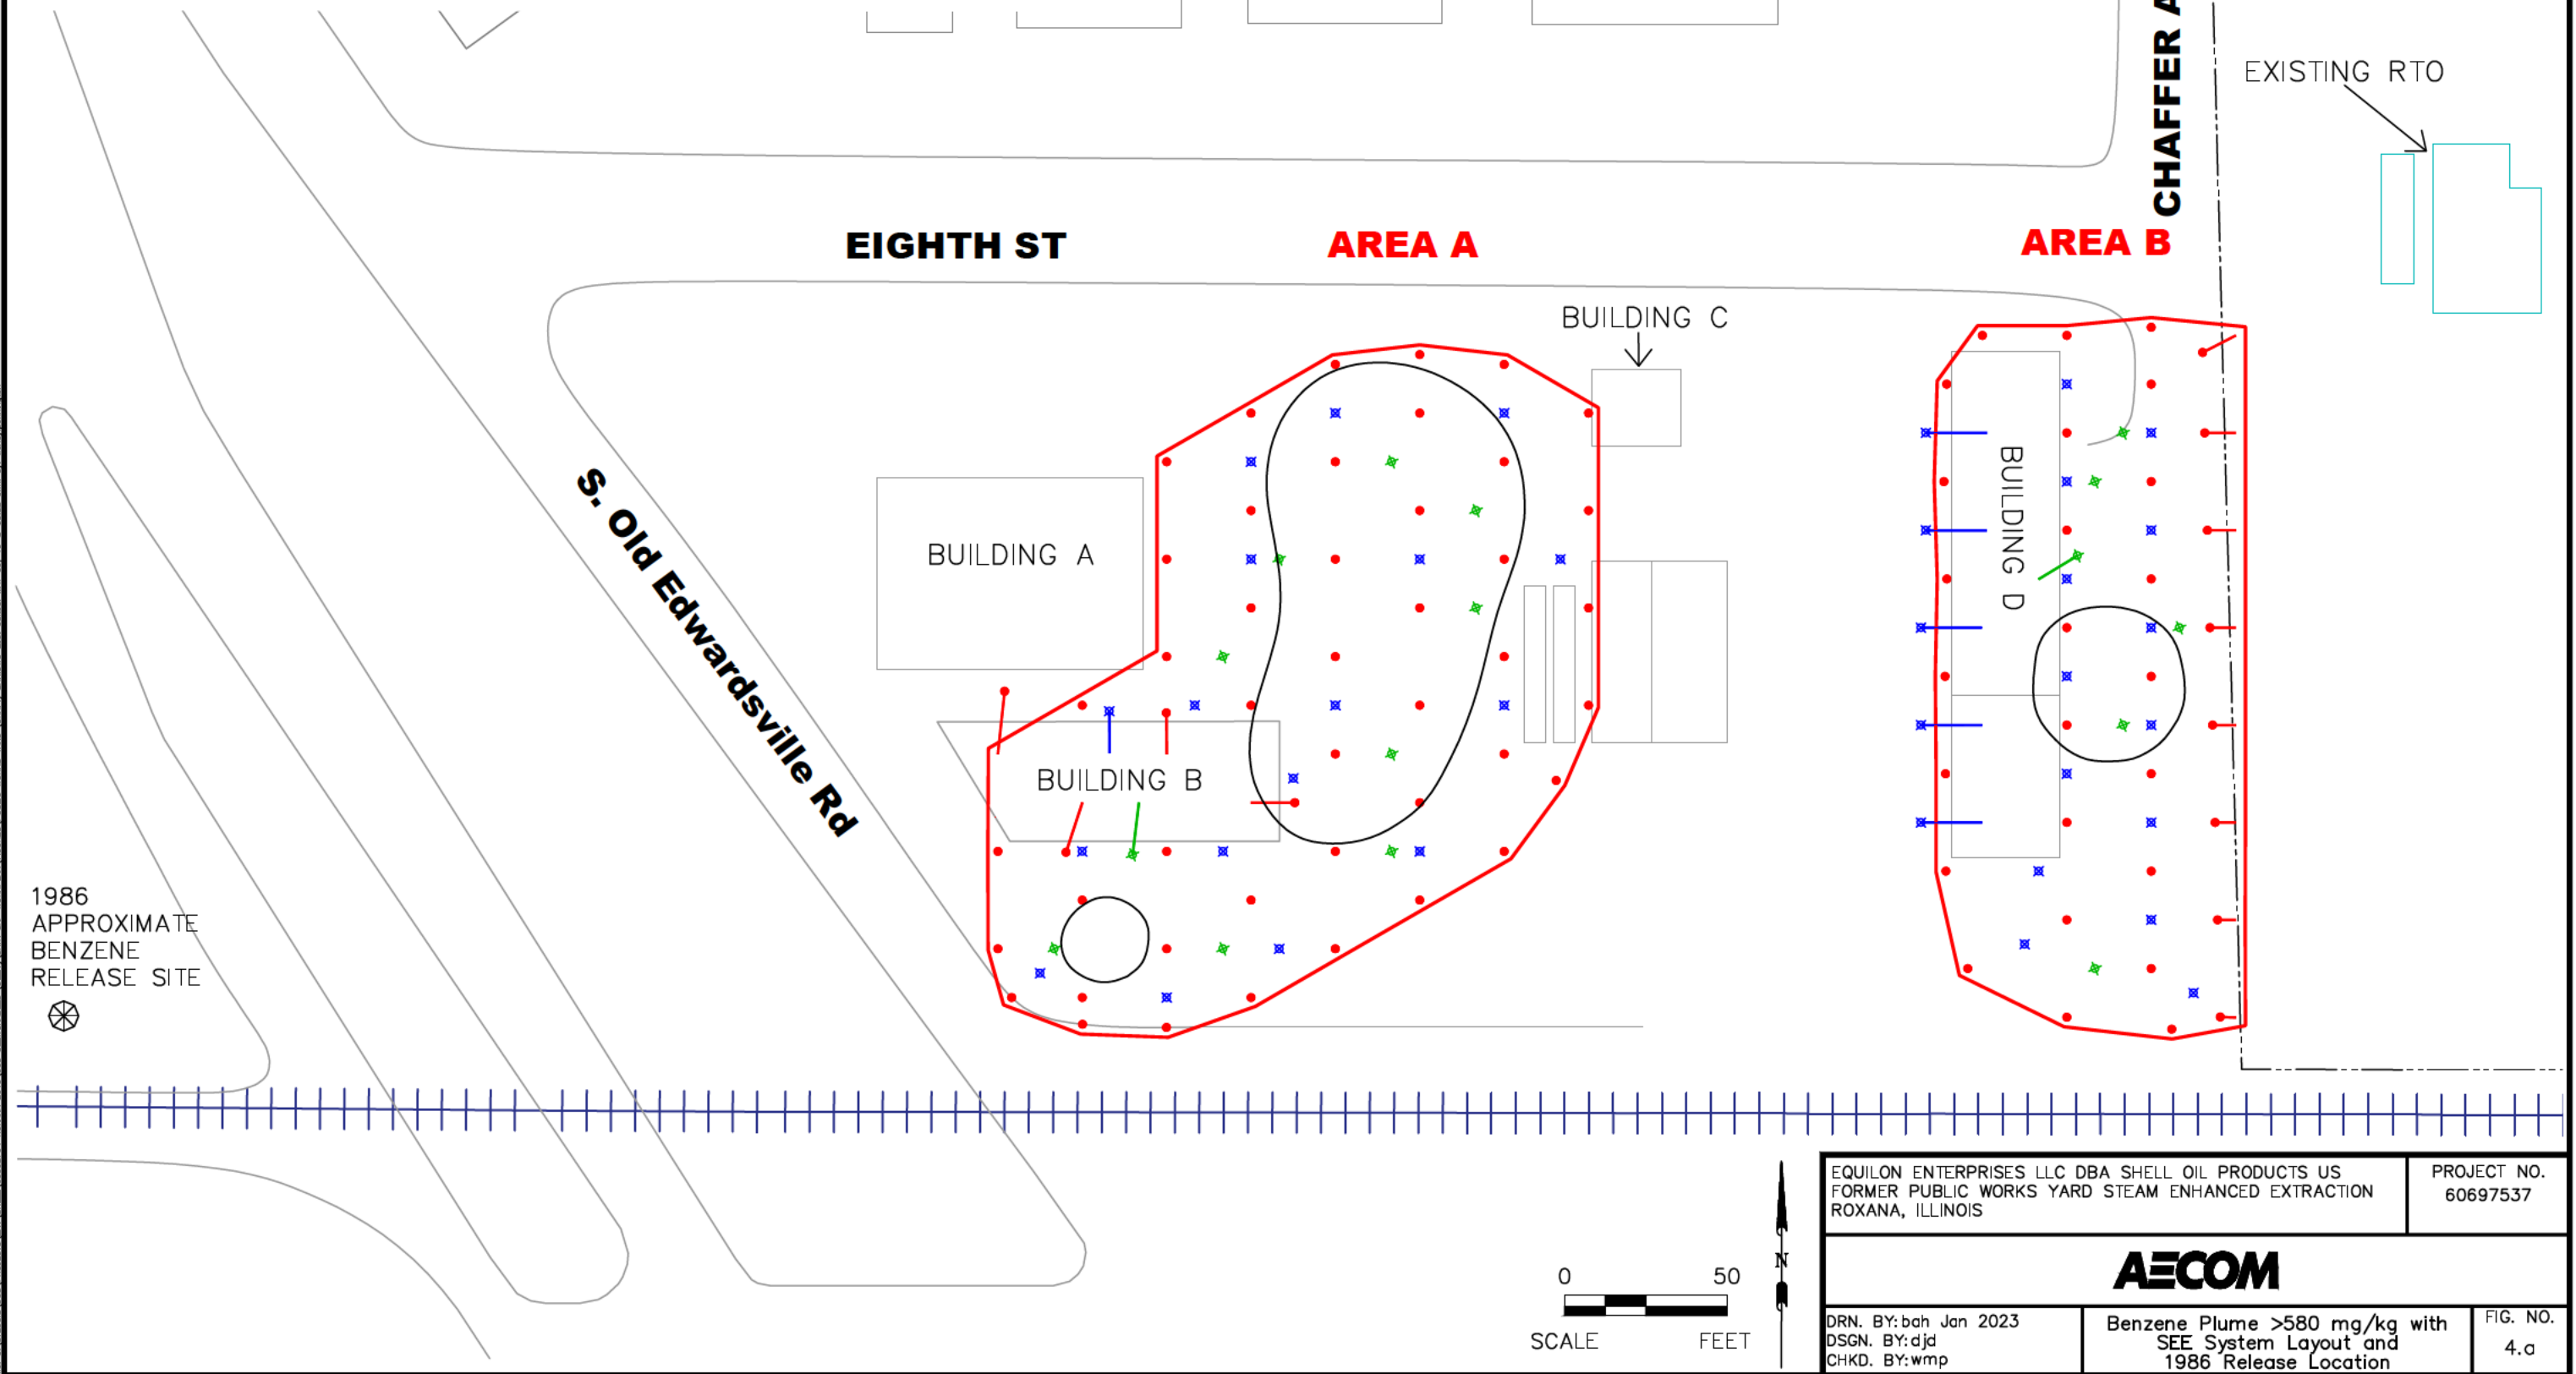 CHAFFER A
EXISTING RTO
EIGHTH ST
AREA A
AREA B
BUILDING C
S. Old Edwardsville Rd
BUILDING A
BUILDING D
BUILDING B
1986
APPROXIMATE
BENZENE
RELEASE SITE
0 50
SCALE FEET
N
EQUILON ENTERPRISES LLC DBA SHELL OIL PRODUCTS US
FORMER PUBLIC WORKS YARD STEAM ENHANCED EXTRACTION
ROXANA, ILLINOIS
PROJECT NO.
60697537
AECOM
DRN. BY:bah Jan 2023
DSGN. BY:djd
CHKD. BY:wmp
Benzene Plume >580 mg/kg with
SEE System Layout and
1986 Release Location
FIG. NO.
4.a